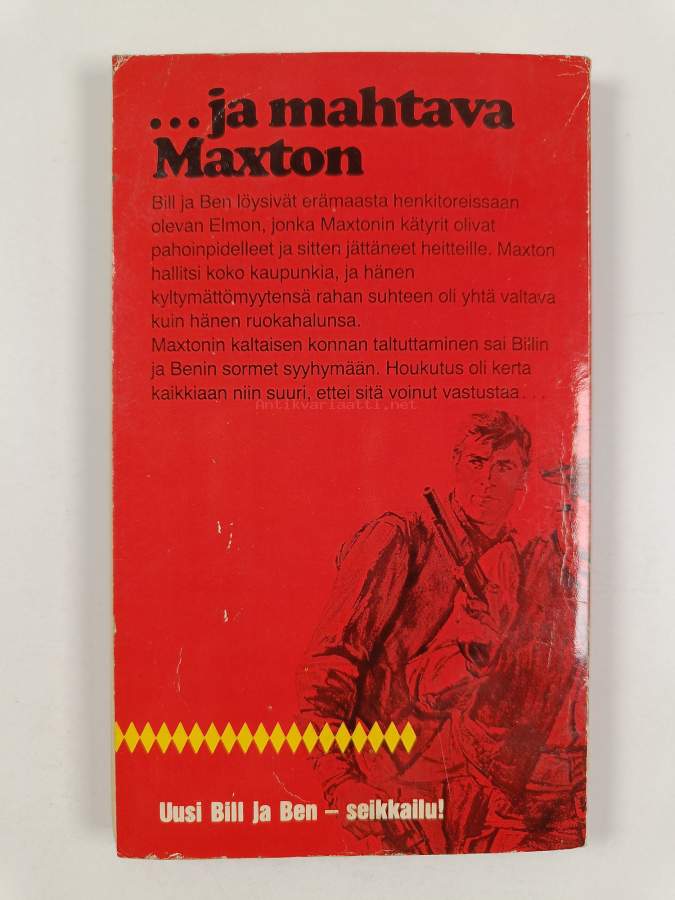 ...ja mahtava
Maxton
Bill ja Ben löysivät erämaasta henkitoreissaan
olevan Elmon, jonka Maxtonin kätyrit olivat
pahoinpidelleet ja sitten jättäneet heitteille. Maxton
hallitsi koko kaupunkia, ja hänen
kyltymättömyytensä rahan suhteen oli yhtä valtava
kuin hänen ruokahalunsa.
Maxtonin kaltaisen konnan taltuttaminen sai Billin
ja Benin sormet syyhymään. Houkutus oli kerta
kaikkiaan niin suuri, ettei sitä voinut vastustaa...
Antikvariaatti.net
Uusi Bill ja Ben – seikkailu!